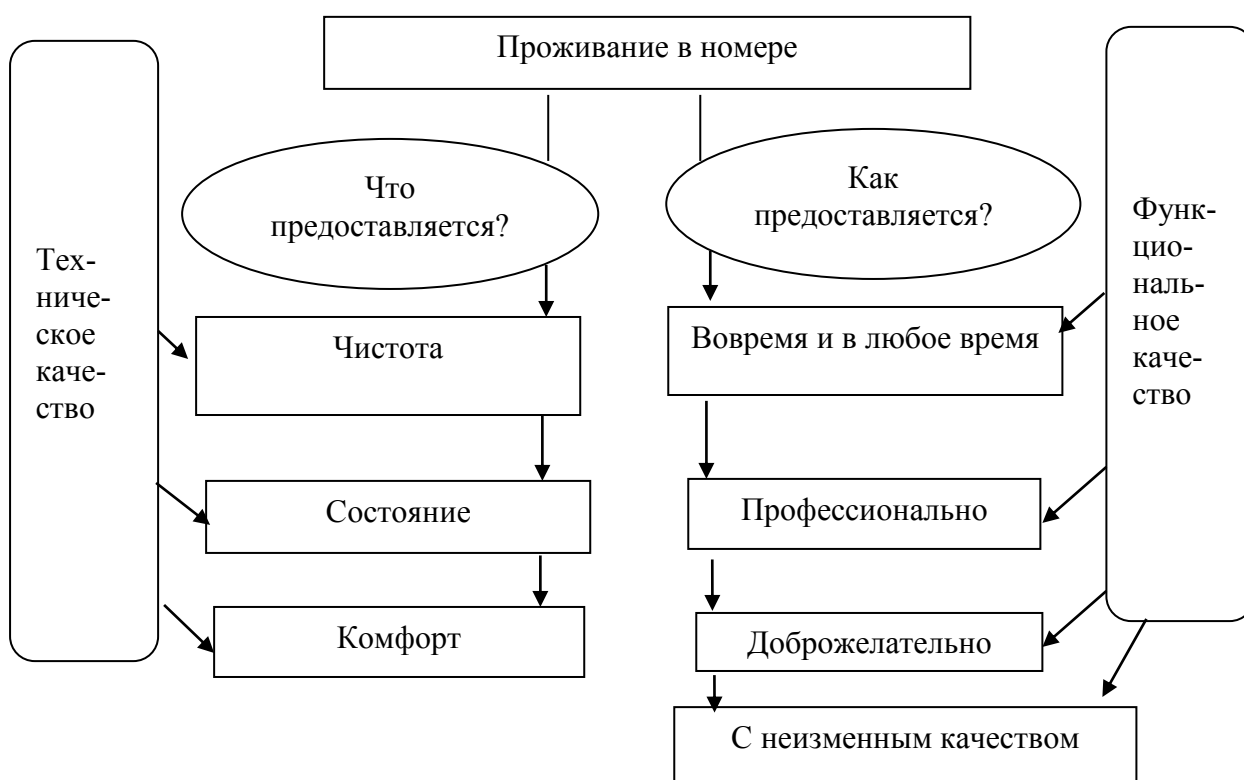 Проживание в номере
Что
предоставляется?
Как
предоставляется?
Тех-
ниче-
ское
каче-
ство
Функ-
цио-
наль-
ное
каче-
ство
Чистота
Вовремя и в любое время
Состояние
Профессионально
Комфорт
Доброжелательно
С неизменным качеством